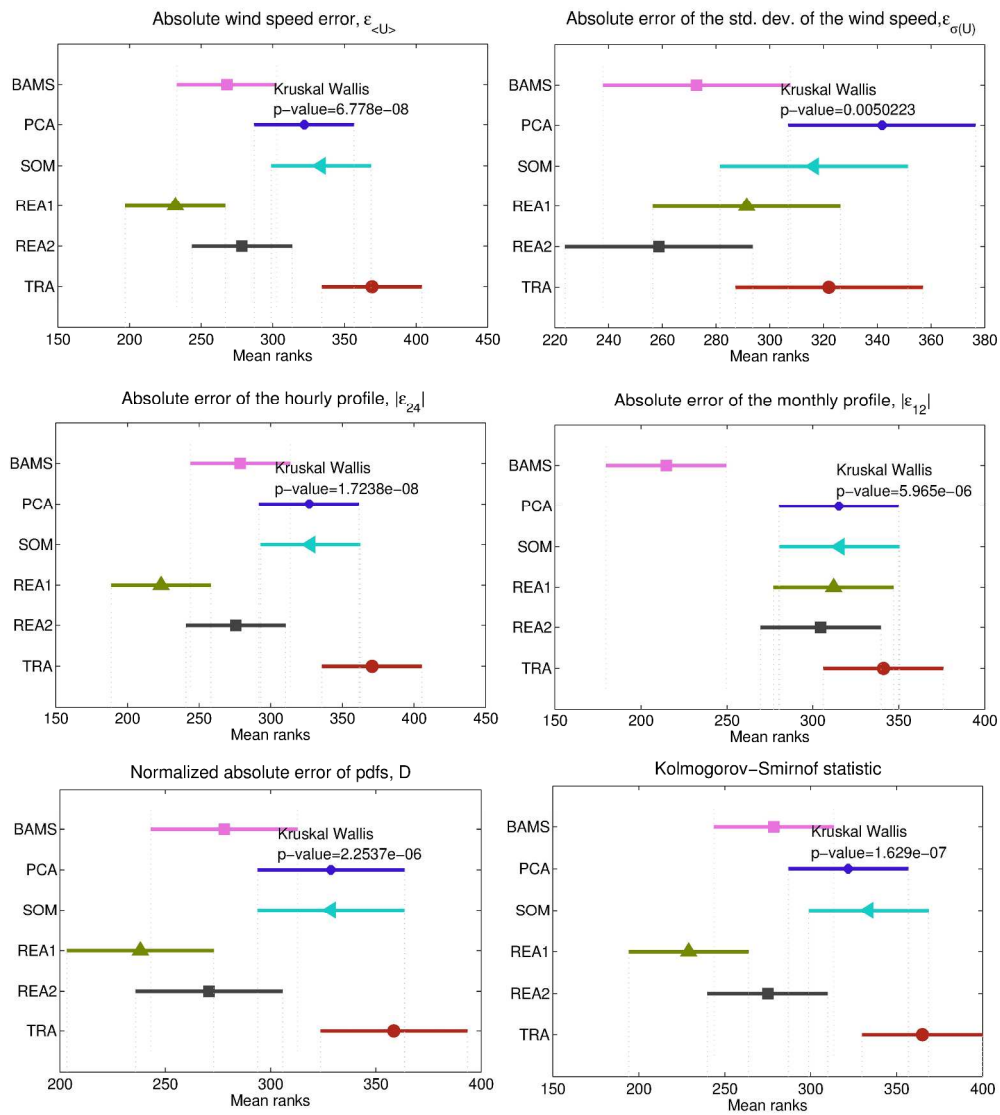 Absolute wind speed error, ε<U>
BAMS
PCA
SOM
REA1
REA2
TRA
Kruskal Wallis
p−value=6.778e−08
150 200 250 300 350 400 450
Mean ranks
Absolute error of the std. dev. of the wind speed,εσ(U)
BAMS
PCA
SOM
REA1
REA2
TRA
Kruskal Wallis
p−value=0.0050223
220 240 260 280 300 320 340 360 380
Mean ranks
Absolute error of the hourly profile, |ε24|
BAMS
PCA
SOM
REA1
REA2
TRA
Kruskal Wallis
p−value=1.7238e−08
150 200 250 300 350 400 450
Mean ranks
Absolute error of the monthly profile, |ε12|
BAMS
PCA
SOM
REA1
REA2
TRA
Kruskal Wallis
p−value=5.965e−06
150 200 250 300 350 400
Mean ranks
Normalized absolute error of pdfs, D
BAMS
PCA
SOM
REA1
REA2
TRA
Kruskal Wallis
p−value=2.2537e−06
200 250 300 350 400
Mean ranks
Kolmogorov−Smirnof statistic
BAMS
PCA
SOM
REA1
REA2
TRA
Kruskal Wallis
p−value=1.629e−07
150 200 250 300 350 400
Mean ranks